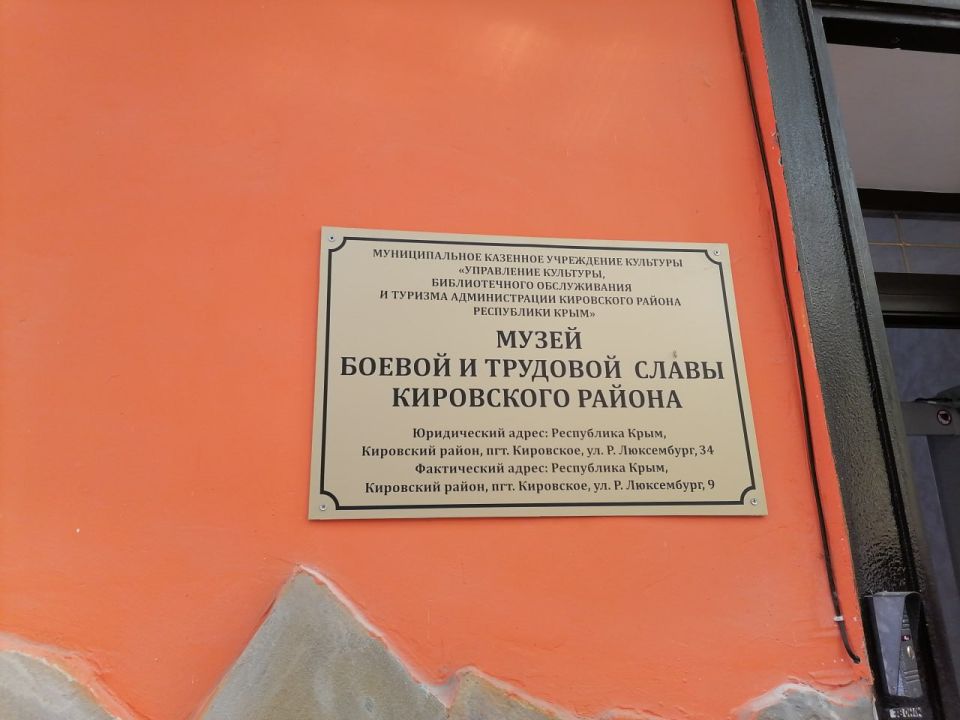 МУНИЦИПАЛЬНОЕ КАЗЕННОЕ УЧРЕЖДЕНИЕ КУЛЬТУРЫ
«УПРАВЛЕНИЕ КУЛЬТУРЫ,
БИБЛИОТЕЧНОГО ОБСЛУЖИВАНИЯ
И ТУРИЗМА АДМИНИСТРАЦИИ КИРОВСКОГО РАЙОНА
РЕСПУБЛИКИ КРЫМ»
МУЗЕЙ
БОЕВОЙ И ТРУДОВОЙ СЛАВЫ
КИРОВСКОГО РАЙОНА
Юридический адрес: Республика Крым,
Кировский район, пгт. Кировское, ул. Р. Люксембург, 34
Фактический адрес: Республика Крым,
Кировский район, пгт. Кировское, ул. Р. Люксембург, 9
ЗВОНОК